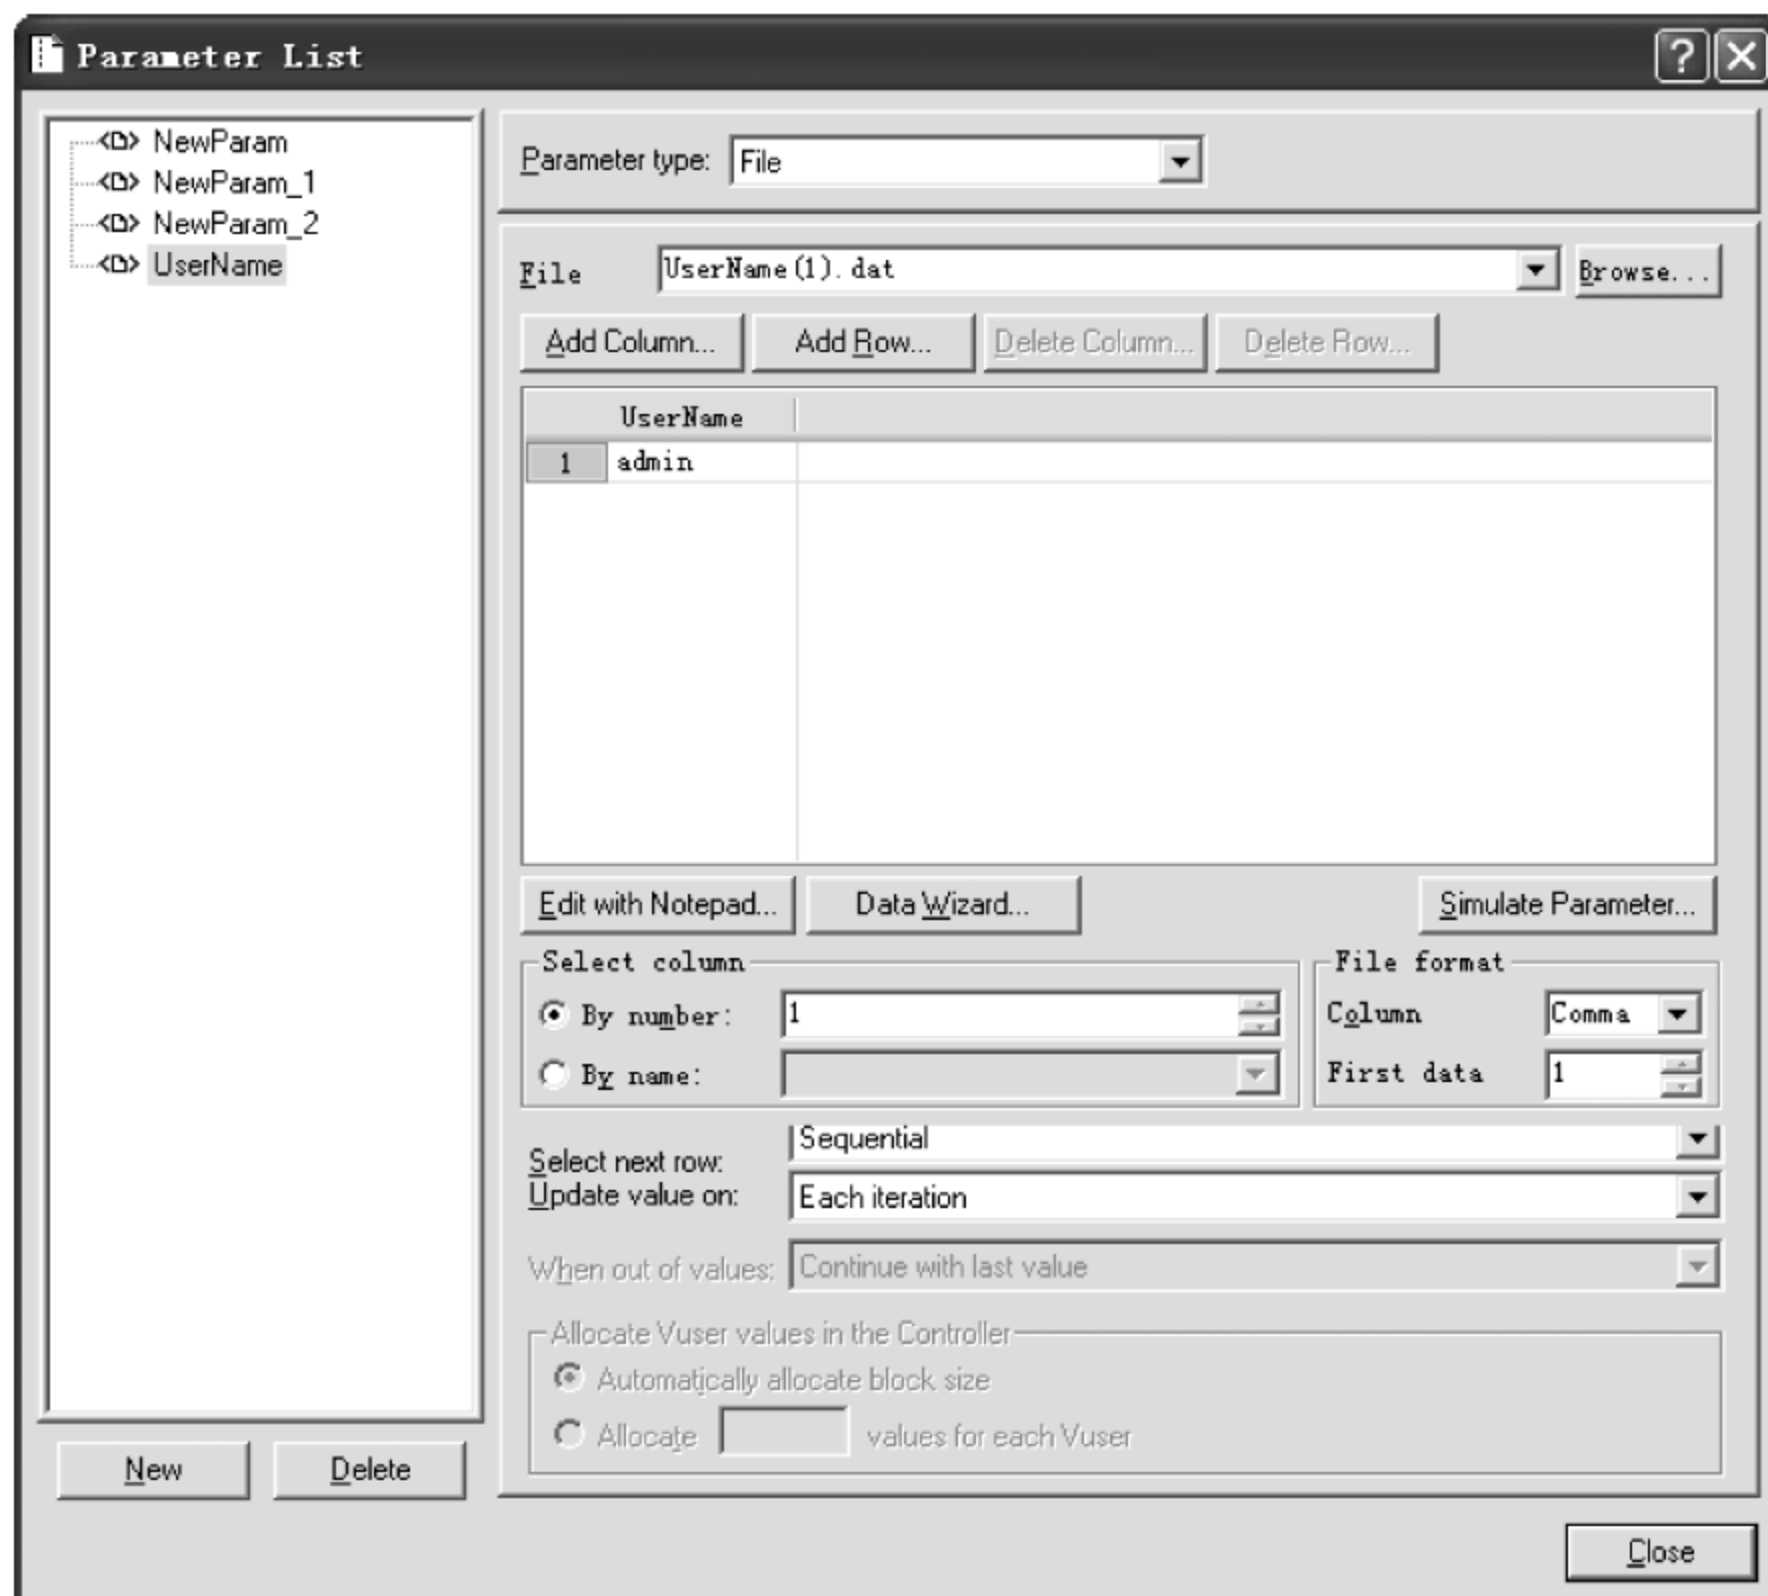 Parameter List
NewParam
NewParam_1
NewParam_2
UserName
New
Delete
Parameter type: File
File UserName(1).dat Browse...
Add Column... Add Row... Delete Column... Delete Row...
UserName
1 admin
Edit with Notepad... Data Wizard... Simulate Parameter...
Select column
By number: 1
By name:
File format
Column Comma
First data 1
Select next row: Sequential
Update value on: Each iteration
When out of values: Continue with last value
Allocate Vuser values in the Controller
Automatically allocate block size
Allocate values for each Vuser
Close